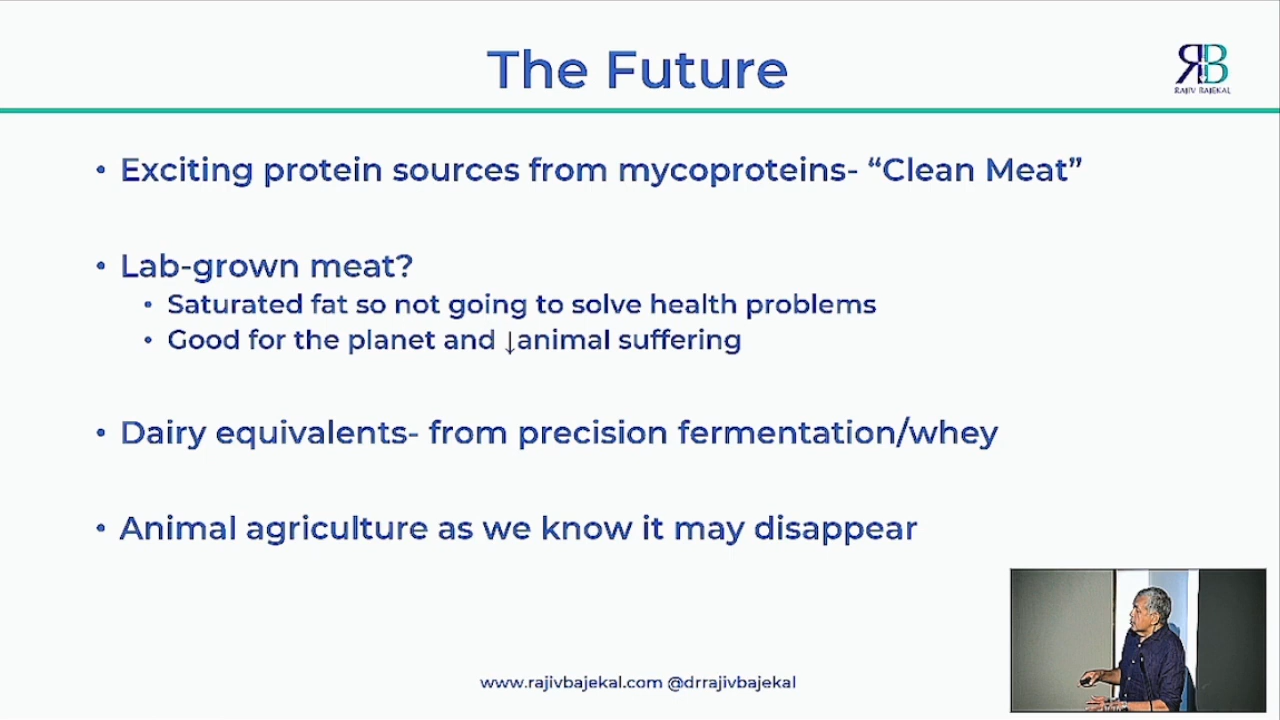 The Future
RB
RAJIV BAJEKAL
• Exciting protein sources from mycoproteins- “Clean Meat”
• Lab-grown meat?
• Saturated fat so not going to solve health problems
• Good for the planet and ↓animal suffering
• Dairy equivalents- from precision fermentation/whey
• Animal agriculture as we know it may disappear
www.rajivbajekal.com @drrajivbajekal